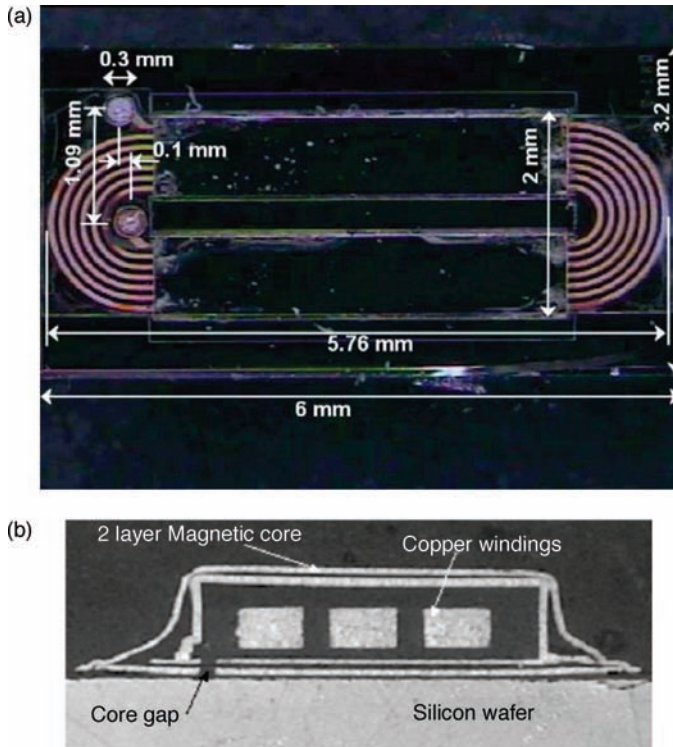 (a)
0.3 mm
1.09 mm
0.1 mm
2 mm
3.2 mm
5.76 mm
6 mm
(b)
2 layer Magnetic core
Copper windings
Core gap
Silicon wafer